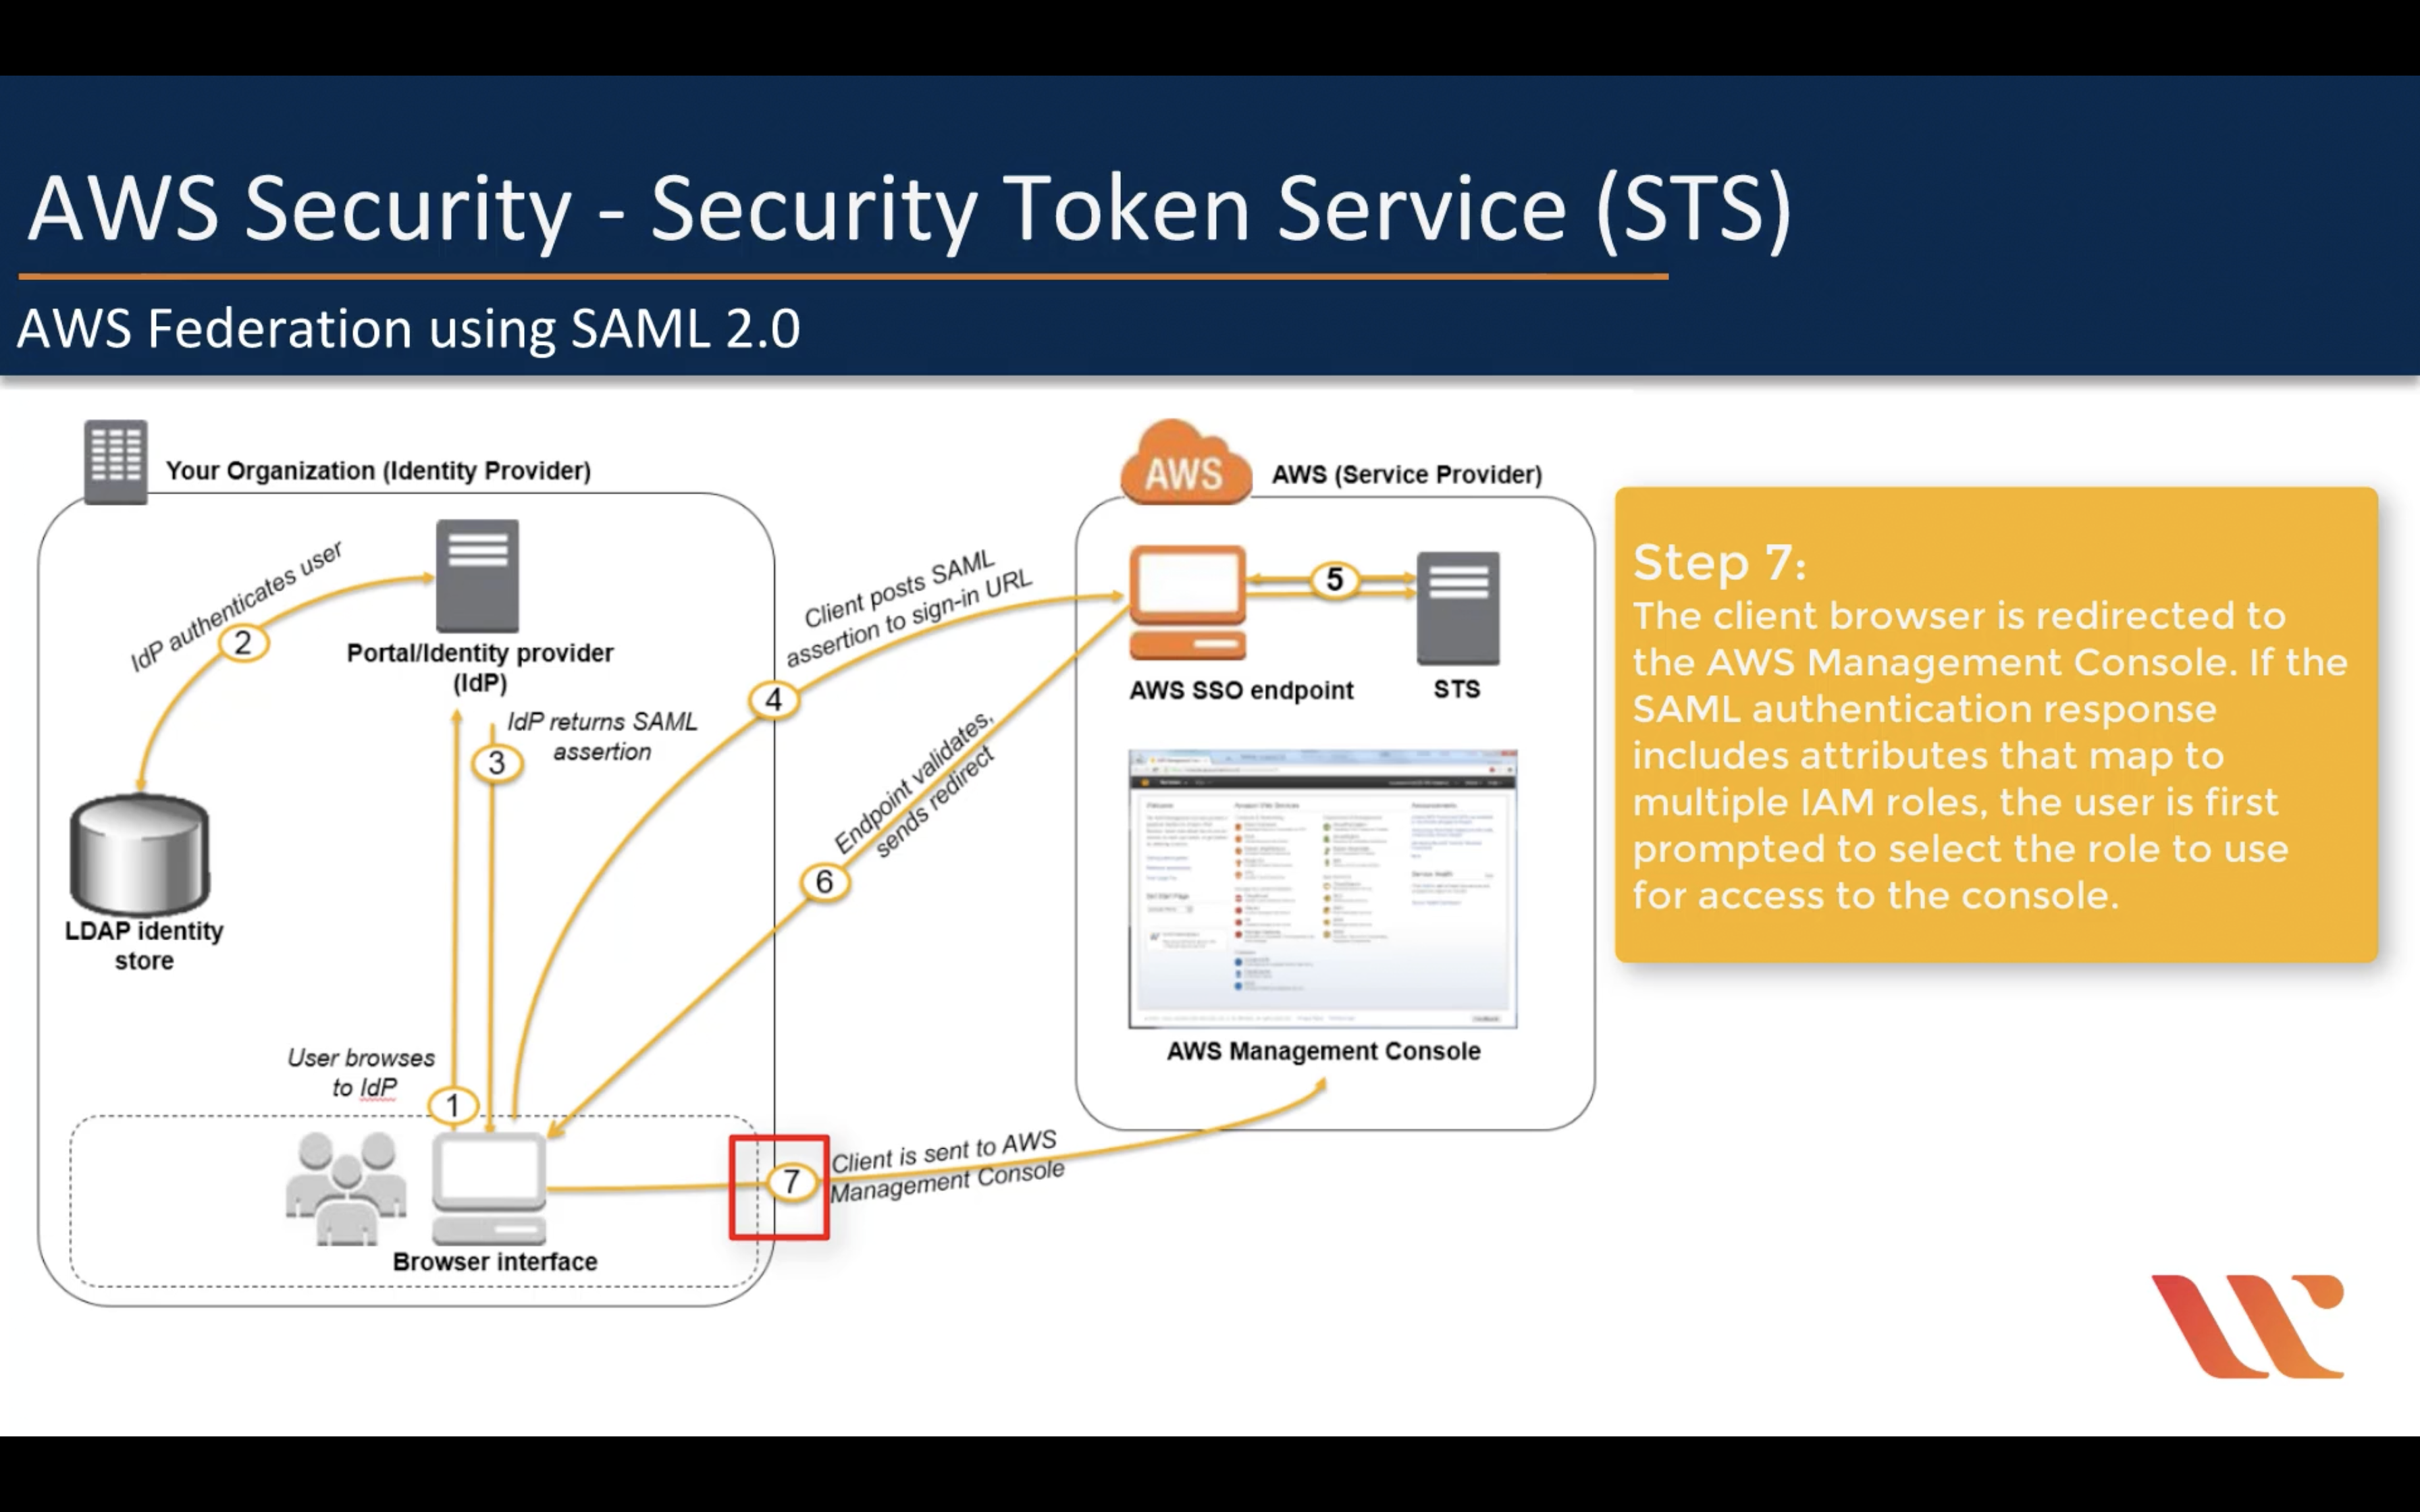 AWS Security - Security Token Service (STS)
AWS Federation using SAML 2.0
Your Organization (Identity Provider)
AWS
AWS (Service Provider)
IdP authenticates user
2
Portal/Identity provider
(IdP)
IdP returns SAML
assertion
3
Client posts SAML
assertion to sign-in URL
4
5
AWS SSO endpoint
STS
Endpoint validates,
sends redirect
6
LDAP identity
store
AWS Management Console
User browses
to IdP
1
7
Client is sent to AWS
Management Console
Browser interface
Step 7:
The client browser is redirected to
the AWS Management Console. If the
SAML authentication response
includes attributes that map to
multiple IAM roles, the user is first
prompted to select the role to use
for access to the console.